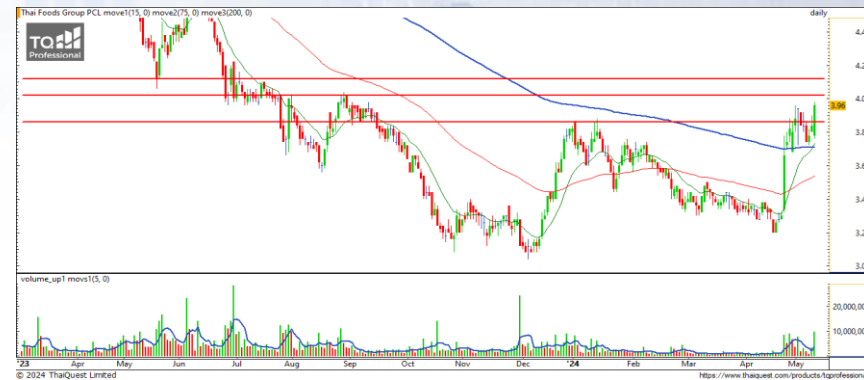 Thai Foods Group PCL move1(15, 0) move2(75, 0) move3(200, 0) daily
TQ
Professional
4.4
4.2
4.0
3.96
3.8
3.6
3.4
3.2
3.0
volume_up1 movs1(5, 0)
20,000,00
10,000,00
'23 Apr May Jun Jul Aug Sep Oct Nov Dec '24 Feb Mar Apr May
© 2024 ThaiQuest Limited https://www.thaiquest.com/products/tqprofessional